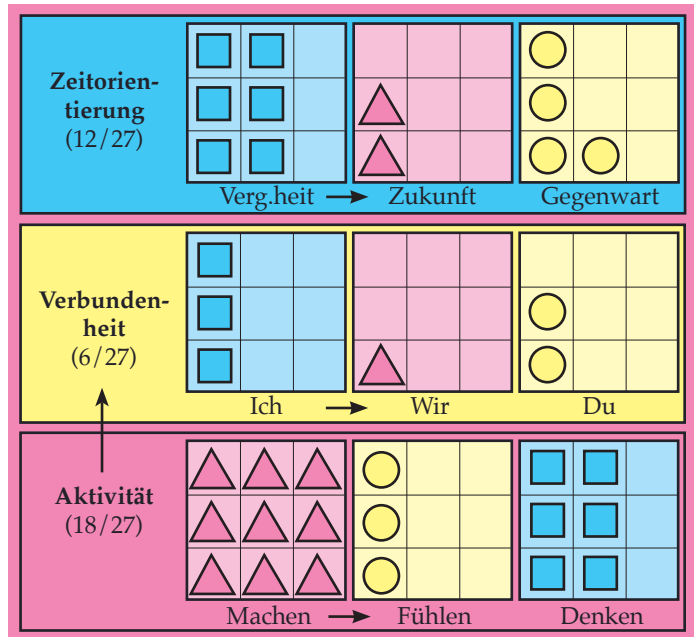 Zeitorien-
tierung
(12/27)
Verg.heit → Zukunft Gegenwart
Verbunden-
heit
(6/27)
Ich → Wir Du
Aktivität
(18/27)
Machen → Fühlen Denken